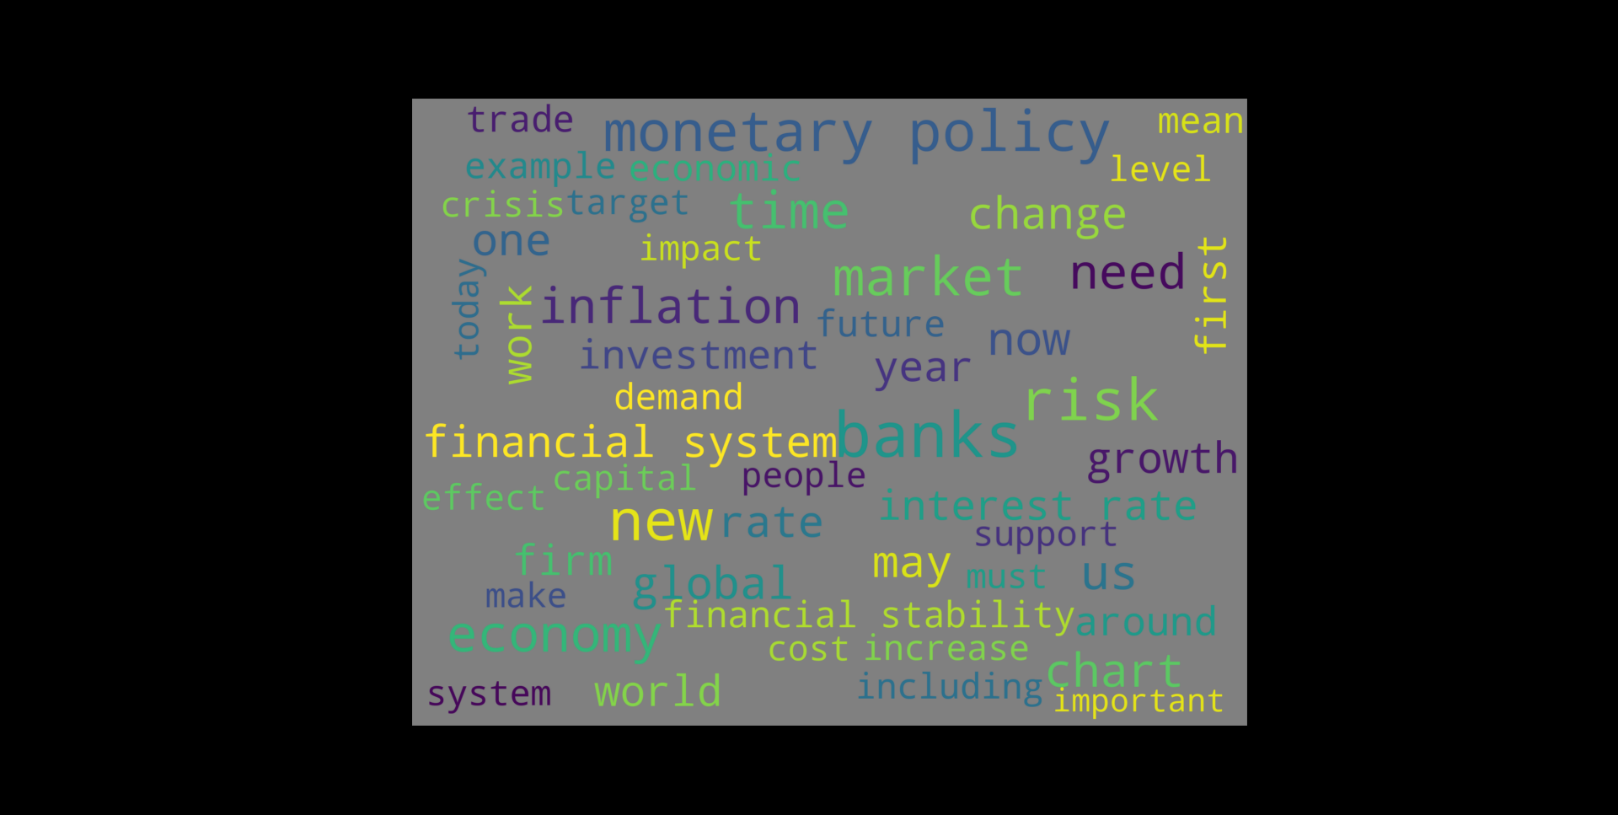 trade
monetary policy
mean
example
economic
level
crisis
target
time
change
one
impact
market
need
first
today
work
inflation
future
now
investment
year
demand
risk
financial system
banks
growth
capital
people
effect
interest rate
new
rate
support
firm
may
must
us
make
global
financial stability
around
economy
cost
increase
chart
system
world
including
important